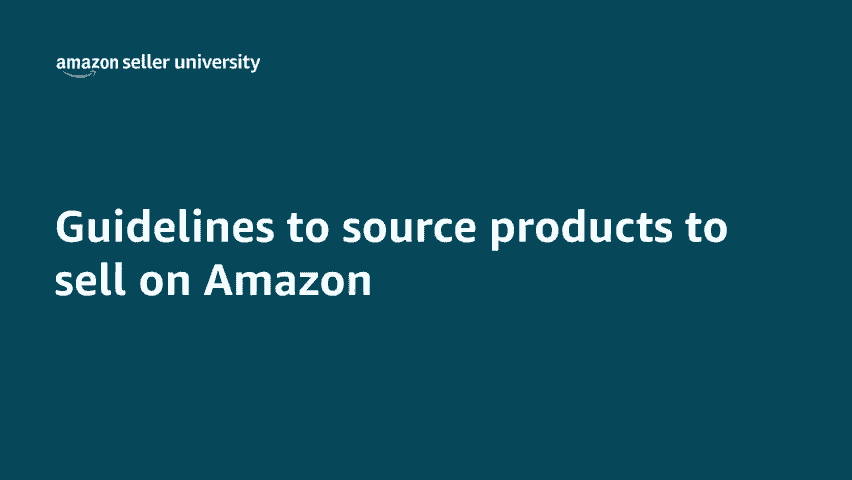 amazon seller university
Guidelines to source products to
sell on Amazon